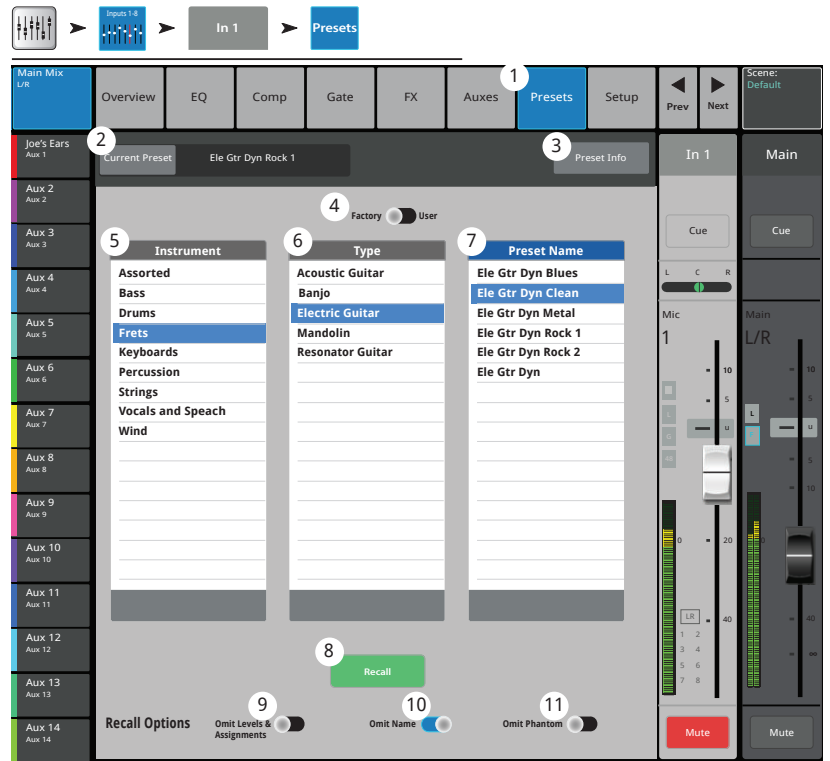 Inputs 1-8
In 1
Presets
Main Mix
L/R
Overview
EQ
Comp
Gate
FX
Auxes
1
Presets
Setup
Prev
Next
Scene:
Default
Joe's Ears
Aux 1
Aux 2
Aux 2
Aux 3
Aux 3
Aux 4
Aux 4
Aux 5
Aux 5
Aux 6
Aux 6
Aux 7
Aux 7
Aux 8
Aux 8
Aux 9
Aux 9
Aux 10
Aux 10
Aux 11
Aux 11
Aux 12
Aux 12
Aux 13
Aux 13
Aux 14
Aux 14
2
Current Preset
Ele Gtr Dyn Rock 1
3
Preset Info
4
Factory
User
5
Instrument
Assorted
Bass
Drums
Frets
Keyboards
Percussion
Strings
Vocals and Speach
Wind
6
Type
Acoustic Guitar
Banjo
Electric Guitar
Mandolin
Resonator Guitar
7
Preset Name
Ele Gtr Dyn Blues
Ele Gtr Dyn Clean
Ele Gtr Dyn Metal
Ele Gtr Dyn Rock 1
Ele Gtr Dyn Rock 2
Ele Gtr Dyn
8
Recall
Recall Options
9
Omit Levels &
Assignments
10
Omit Name
11
Omit Phantom
In 1
Cue
L C R
Mic
1
10
5
U
L
48
5
0
20
LR
40
1 2
3 4
5 6
7 8
Mute
Main
Cue
Main
L/R
10
5
L
U
5
10
0
20
40
∞
Mute